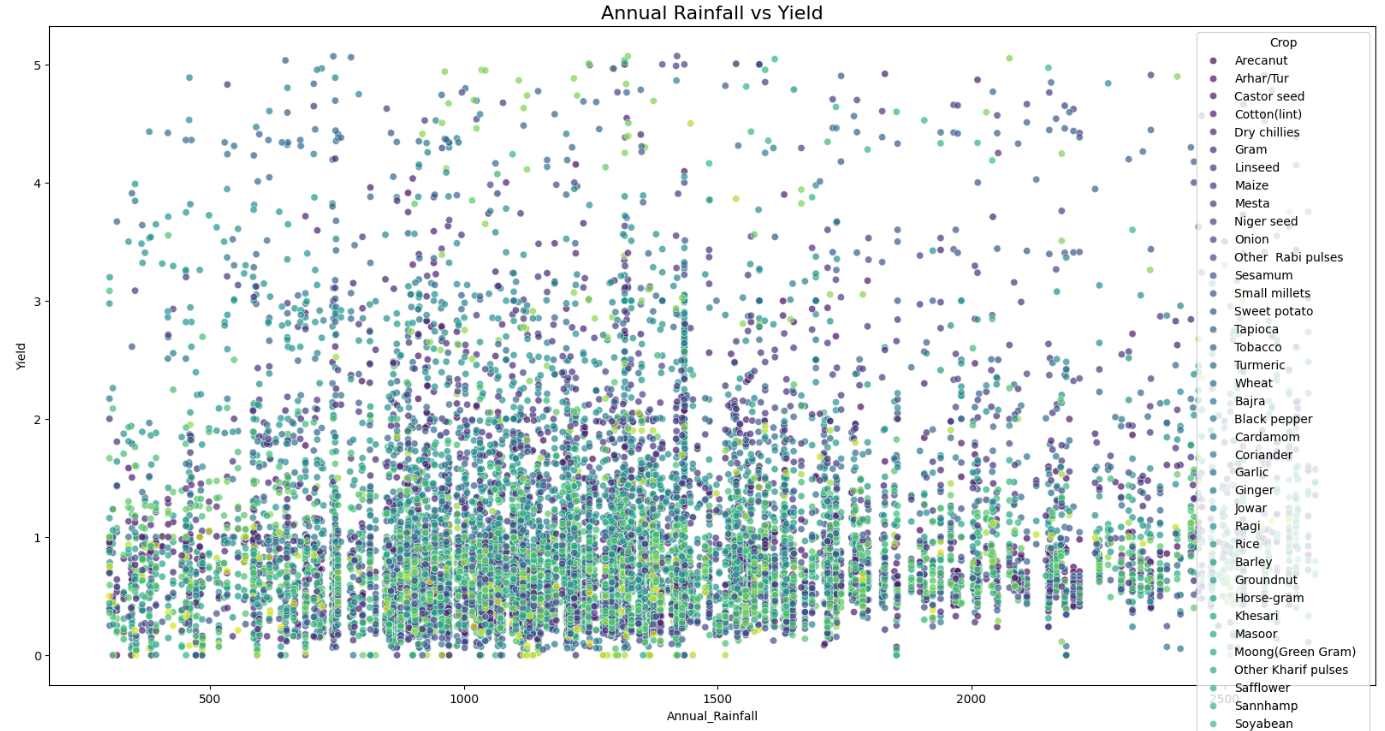 Annual Rainfall vs Yield
Yield
5
4
3
2
1
0
500
1000
1500
2000
2500
Annual_Rainfall
Crop
Arecanut
Arhar/Tur
Castor seed
Cotton(lint)
Dry chillies
Gram
Linseed
Maize
Mesta
Niger seed
Onion
Other  Rabi pulses
Sesamum
Small millets
Sweet potato
Tapioca
Tobacco
Turmeric
Wheat
Bajra
Black pepper
Cardamom
Coriander
Garlic
Ginger
Jowar
Ragi
Rice
Barley
Groundnut
Horse-gram
Khesari
Masoor
Moong(Green Gram)
Other Kharif pulses
Safflower
Sannhamp
Soyabean